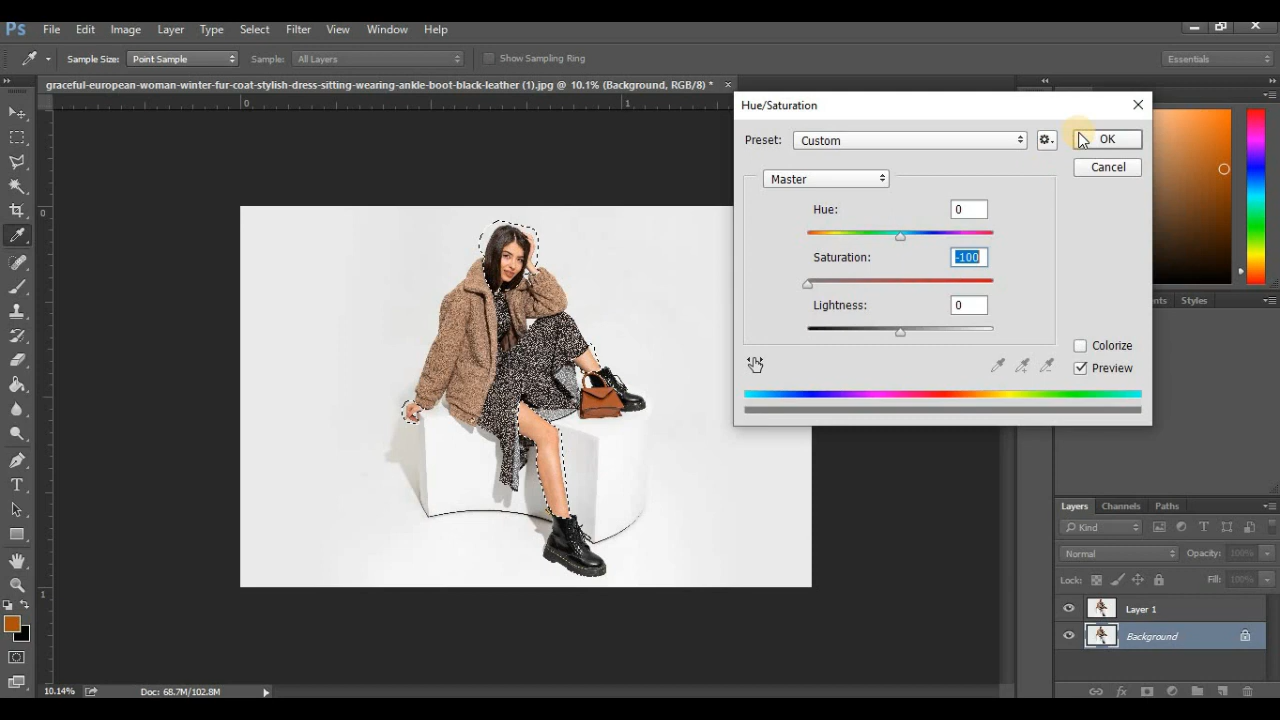 Ps File Edit Image Layer Type Select Filter View Window Help
Sample Size: Point Sample Sample: All Layers Show Sampling Ring Essentials
graceful-european-woman-winter-fur-coat-stylish-dress-sitting-wearing-ankle-boot-black-leather (1).jpg @ 10.1% (Background, RGB/8) *
0 1
Hue/Saturation
Preset: Custom OK
Cancel
Master
Hue: 0
Saturation: -100
Lightness: 0
Colorize
Preview
Styles
0
1
Layers Channels Paths
Kind
Normal Opacity: 100%
Lock: Fill: 100%
Layer 1
Background
10.14% Doc: 68.7M/102.8M